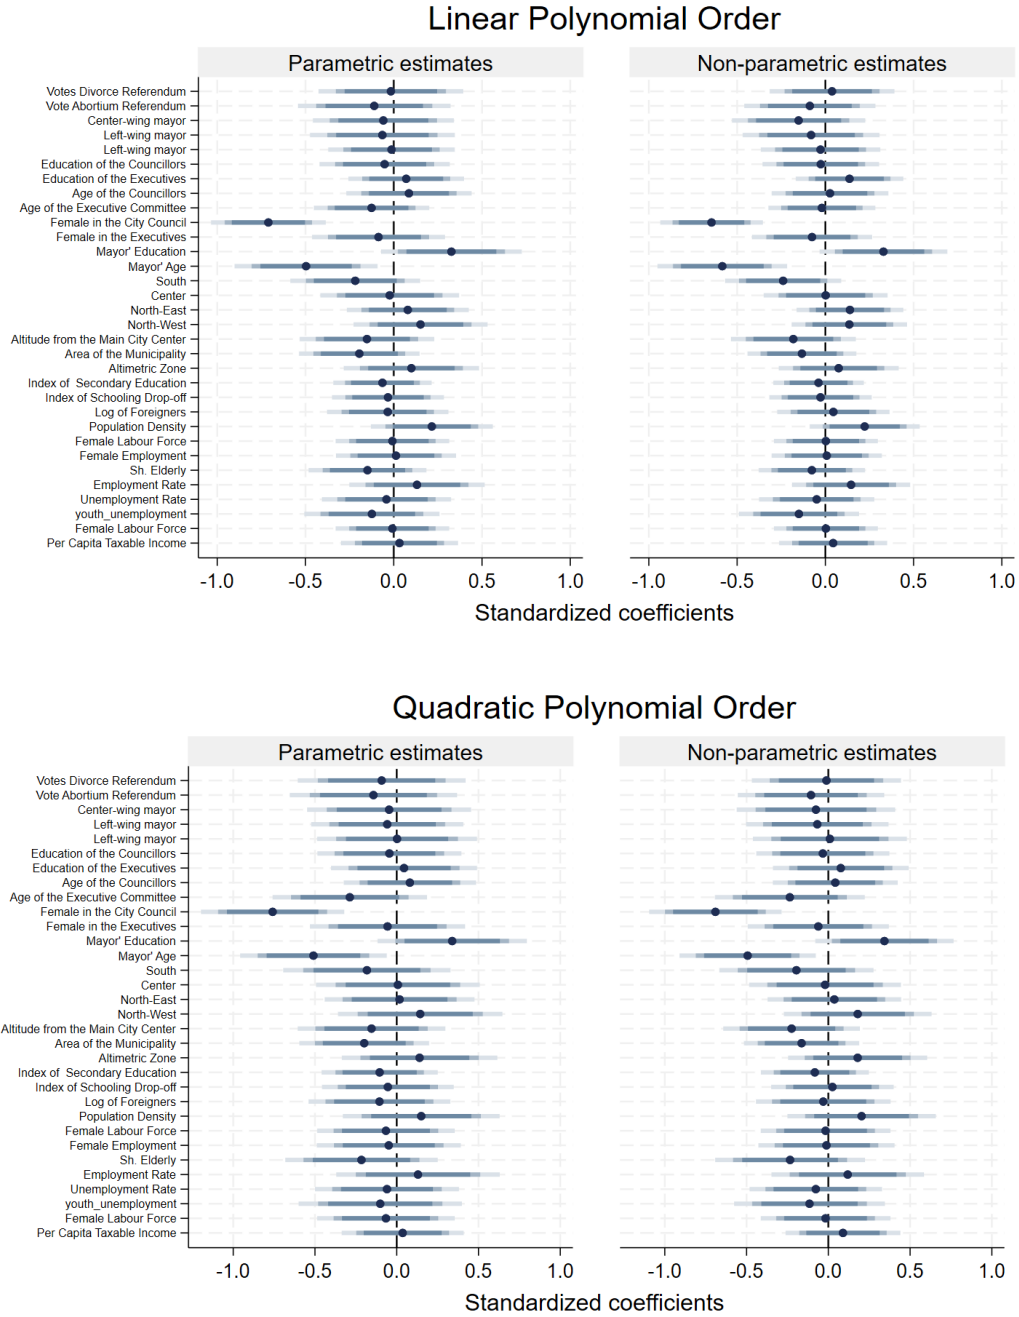 Linear Polynomial Order
Parametric estimates
Non-parametric estimates
Votes Divorce Referendum
Vote Abortium Referendum
Center-wing mayor
Left-wing mayor
Left-wing mayor
Education of the Councillors
Education of the Executives
Age of the Councillors
Age of the Executive Committee
Female in the City Council
Female in the Executives
Mayor' Education
Mayor' Age
South
Center
North-East
North-West
Altitude from the Main City Center
Area of the Municipality
Altimetric Zone
Index of  Secondary Education
Index of Schooling Drop-off
Log of Foreigners
Population Density
Female Labour Force
Female Employment
Sh. Elderly
Employment Rate
Unemployment Rate
youth_unemployment
Female Labour Force
Per Capita Taxable Income
-1.0 -0.5 0.0 0.5 1.0 -1.0 -0.5 0.0 0.5 1.0
Standardized coefficients
Quadratic Polynomial Order
Parametric estimates
Non-parametric estimates
Votes Divorce Referendum
Vote Abortium Referendum
Center-wing mayor
Left-wing mayor
Left-wing mayor
Education of the Councillors
Education of the Executives
Age of the Councillors
Age of the Executive Committee
Female in the City Council
Female in the Executives
Mayor' Education
Mayor' Age
South
Center
North-East
North-West
Altitude from the Main City Center
Area of the Municipality
Altimetric Zone
Index of  Secondary Education
Index of Schooling Drop-off
Log of Foreigners
Population Density
Female Labour Force
Female Employment
Sh. Elderly
Employment Rate
Unemployment Rate
youth_unemployment
Female Labour Force
Per Capita Taxable Income
-1.0 -0.5 0.0 0.5 1.0 -1.0 -0.5 0.0 0.5 1.0
Standardized coefficients